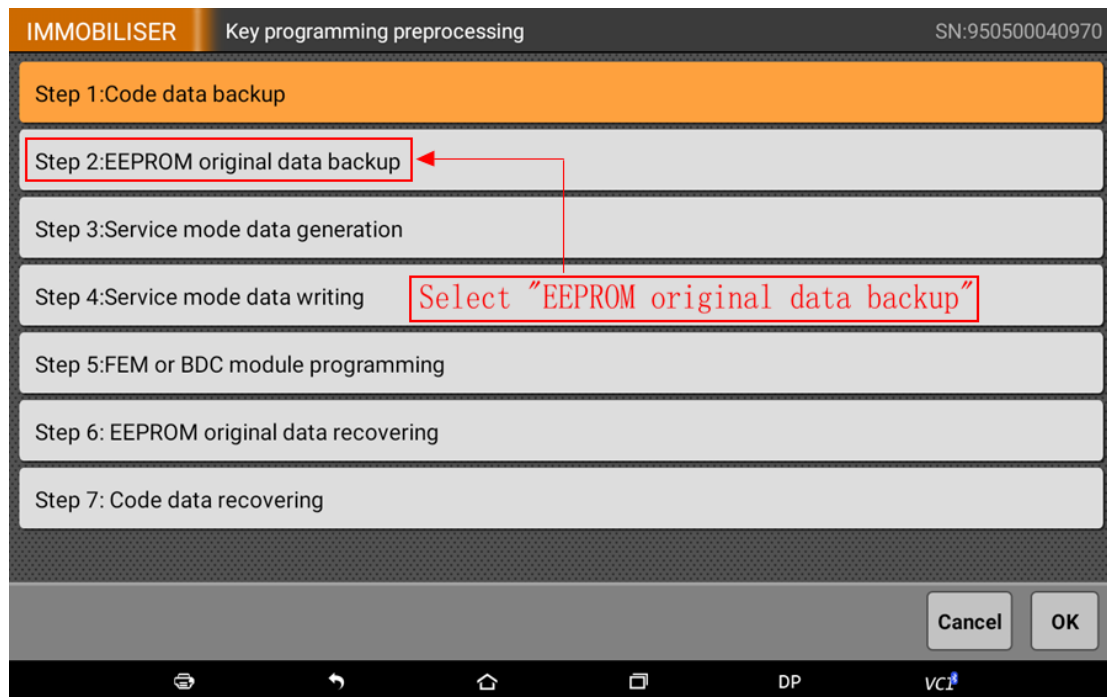 IMMOBILISER Key programming preprocessing SN:950500040970
Step 1:Code data backup
Step 2:EEPROM original data backup
Step 3:Service mode data generation
Step 4:Service mode data writing
Select "EEPROM original data backup"
Step 5:FEM or BDC module programming
Step 6: EEPROM original data recovering
Step 7: Code data recovering
Cancel OK
DP VCI